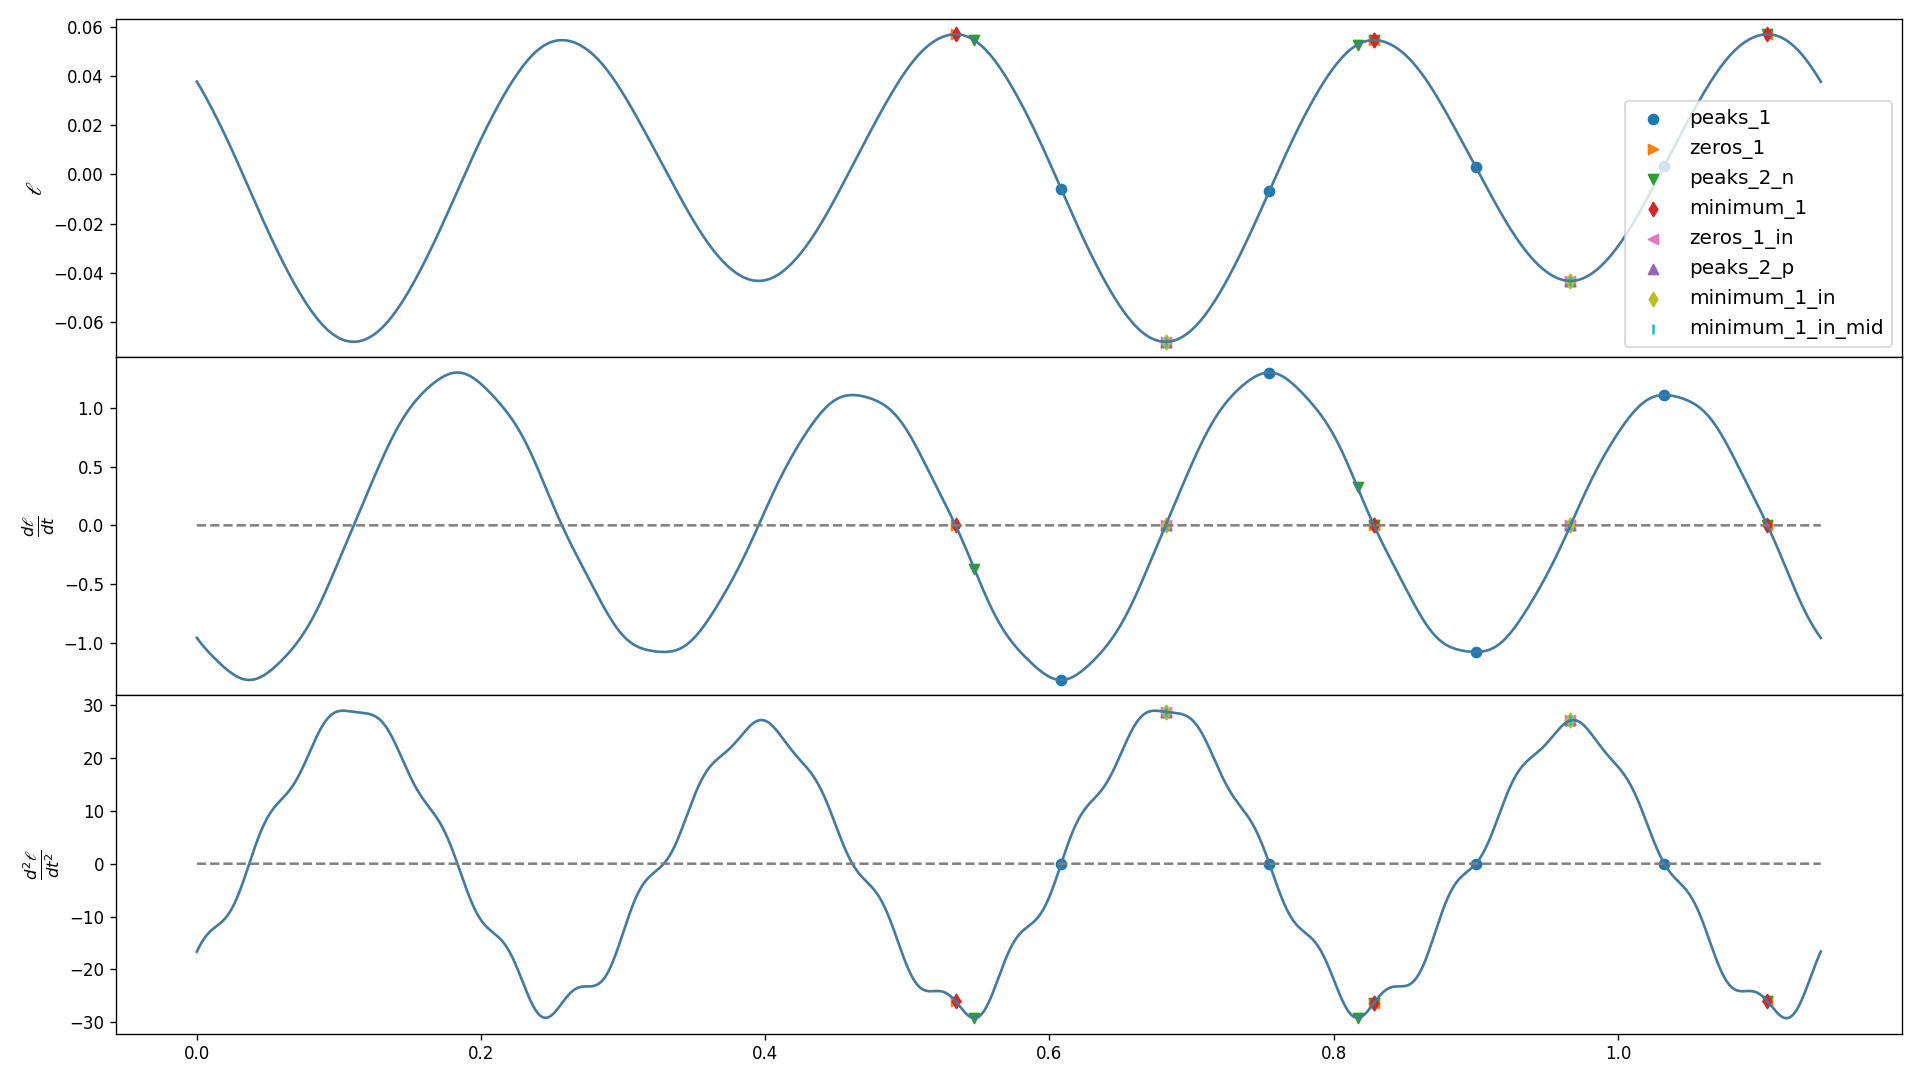 0.06
0.04
0.02
0.00
−0.02
−0.04
−0.06
ℓ
peaks_1
zeros_1
peaks_2_n
minimum_1
zeros_1_in
peaks_2_p
minimum_1_in
minimum_1_in_mid
1.0
0.5
0.0
−0.5
−1.0
dℓ
dt
30
20
10
0
−10
−20
−30
d²ℓ
dt²
0.0 0.2 0.4 0.6 0.8 1.0